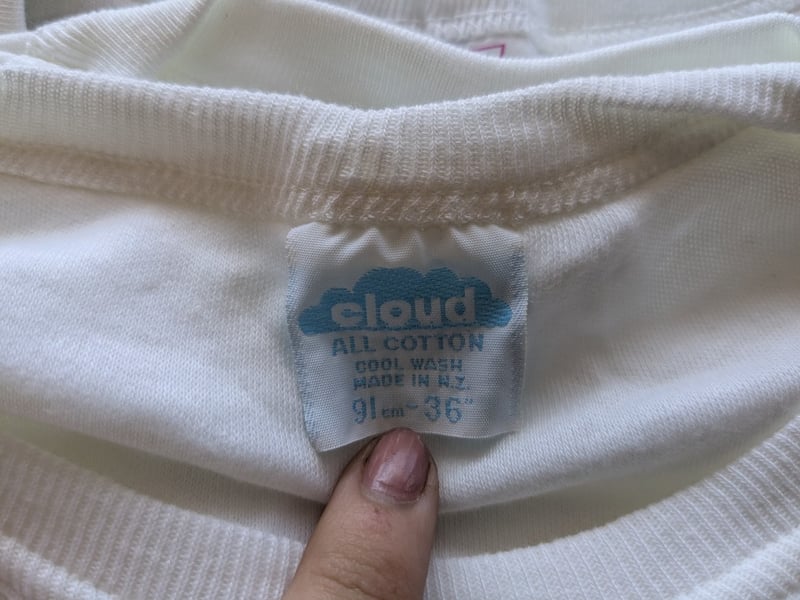 cloud
ALL COTTON
COOL WASH
MADE IN N.Z.
91cm-36"